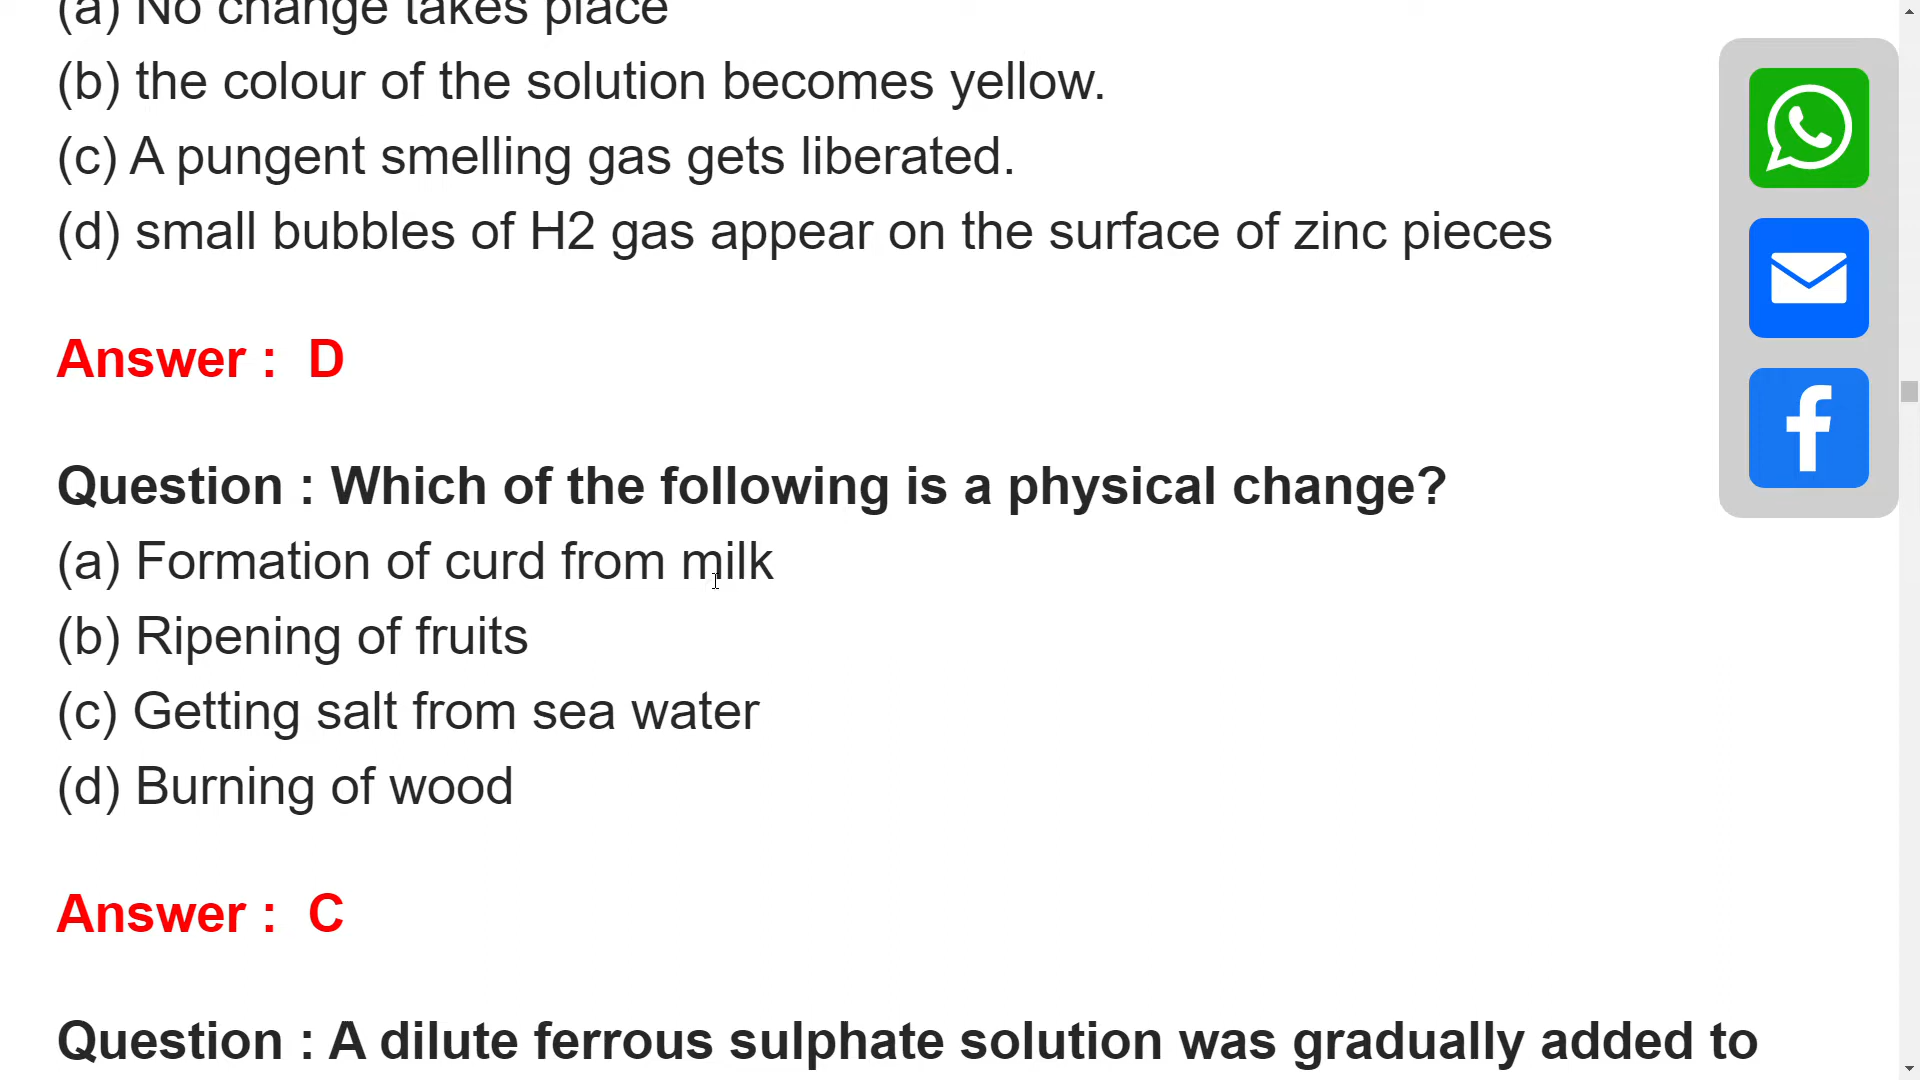 (a) No change takes place
(b) the colour of the solution becomes yellow.
(c) A pungent smelling gas gets liberated.
(d) small bubbles of H2 gas appear on the surface of zinc pieces
Answer : D
Question : Which of the following is a physical change?
(a) Formation of curd from milk
(b) Ripening of fruits
(c) Getting salt from sea water
(d) Burning of wood
Answer : C
Question : A dilute ferrous sulphate solution was gradually added to